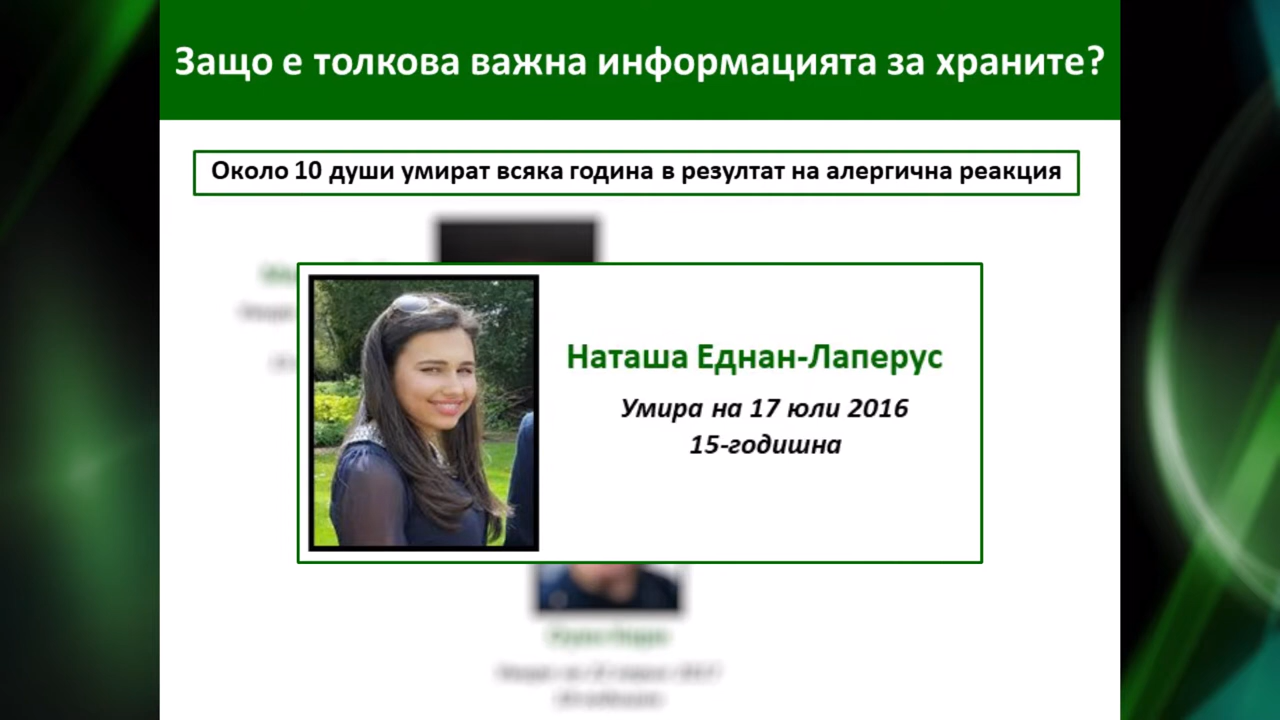 Защо е толкова важна информацията за храните?
Около 10 души умират всяка година в резултат на алергична реакция
Наташа Еднан-Лаперус
Умира на 17 юли 2016
15-годишна